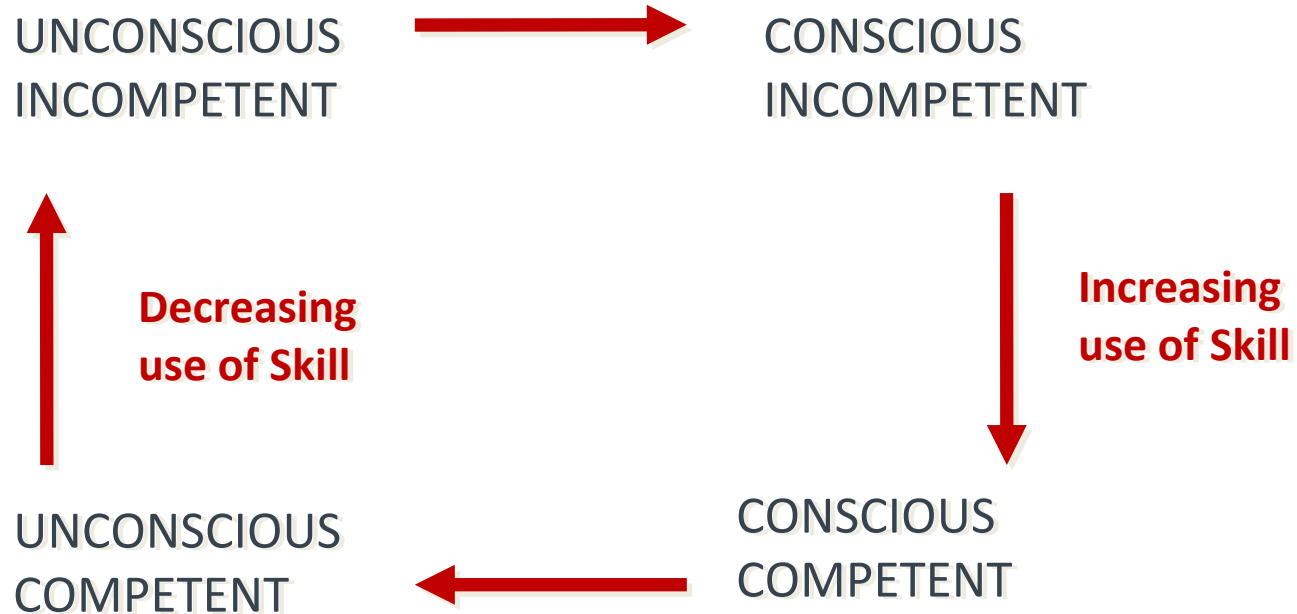 UNCONSCIOUS
INCOMPETENT
CONSCIOUS
INCOMPETENT
Decreasing
use of Skill
Increasing
use of Skill
UNCONSCIOUS
COMPETENT
CONSCIOUS
COMPETENT